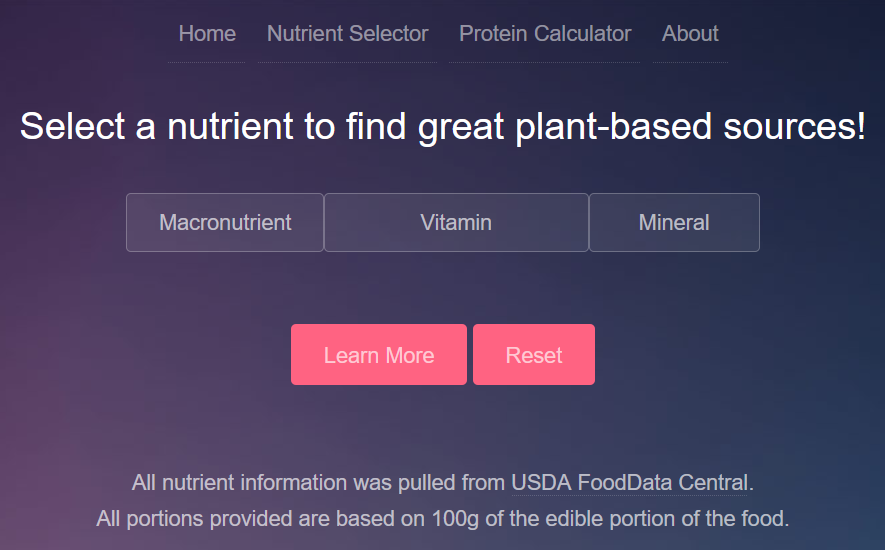 Home Nutrient Selector Protein Calculator About
Select a nutrient to find great plant-based sources!
Macronutrient Vitamin Mineral
Learn More Reset
All nutrient information was pulled from USDA FoodData Central.
All portions provided are based on 100g of the edible portion of the food.